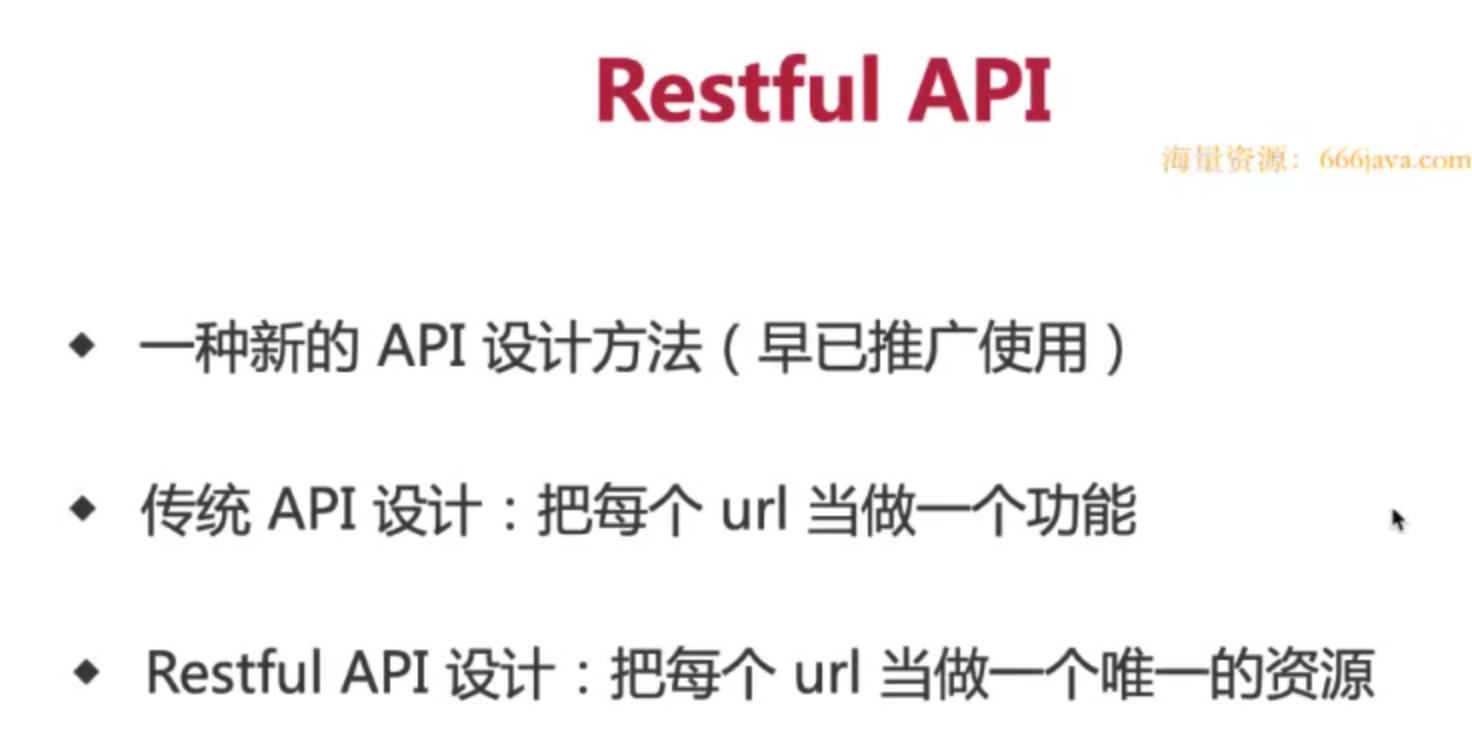 Restful API
海量资源：666java.com
◆ 一种新的 API 设计方法（早已推广使用）
◆ 传统 API 设计：把每个 url 当做一个功能
◆ Restful API 设计：把每个 url 当做一个唯一的资源